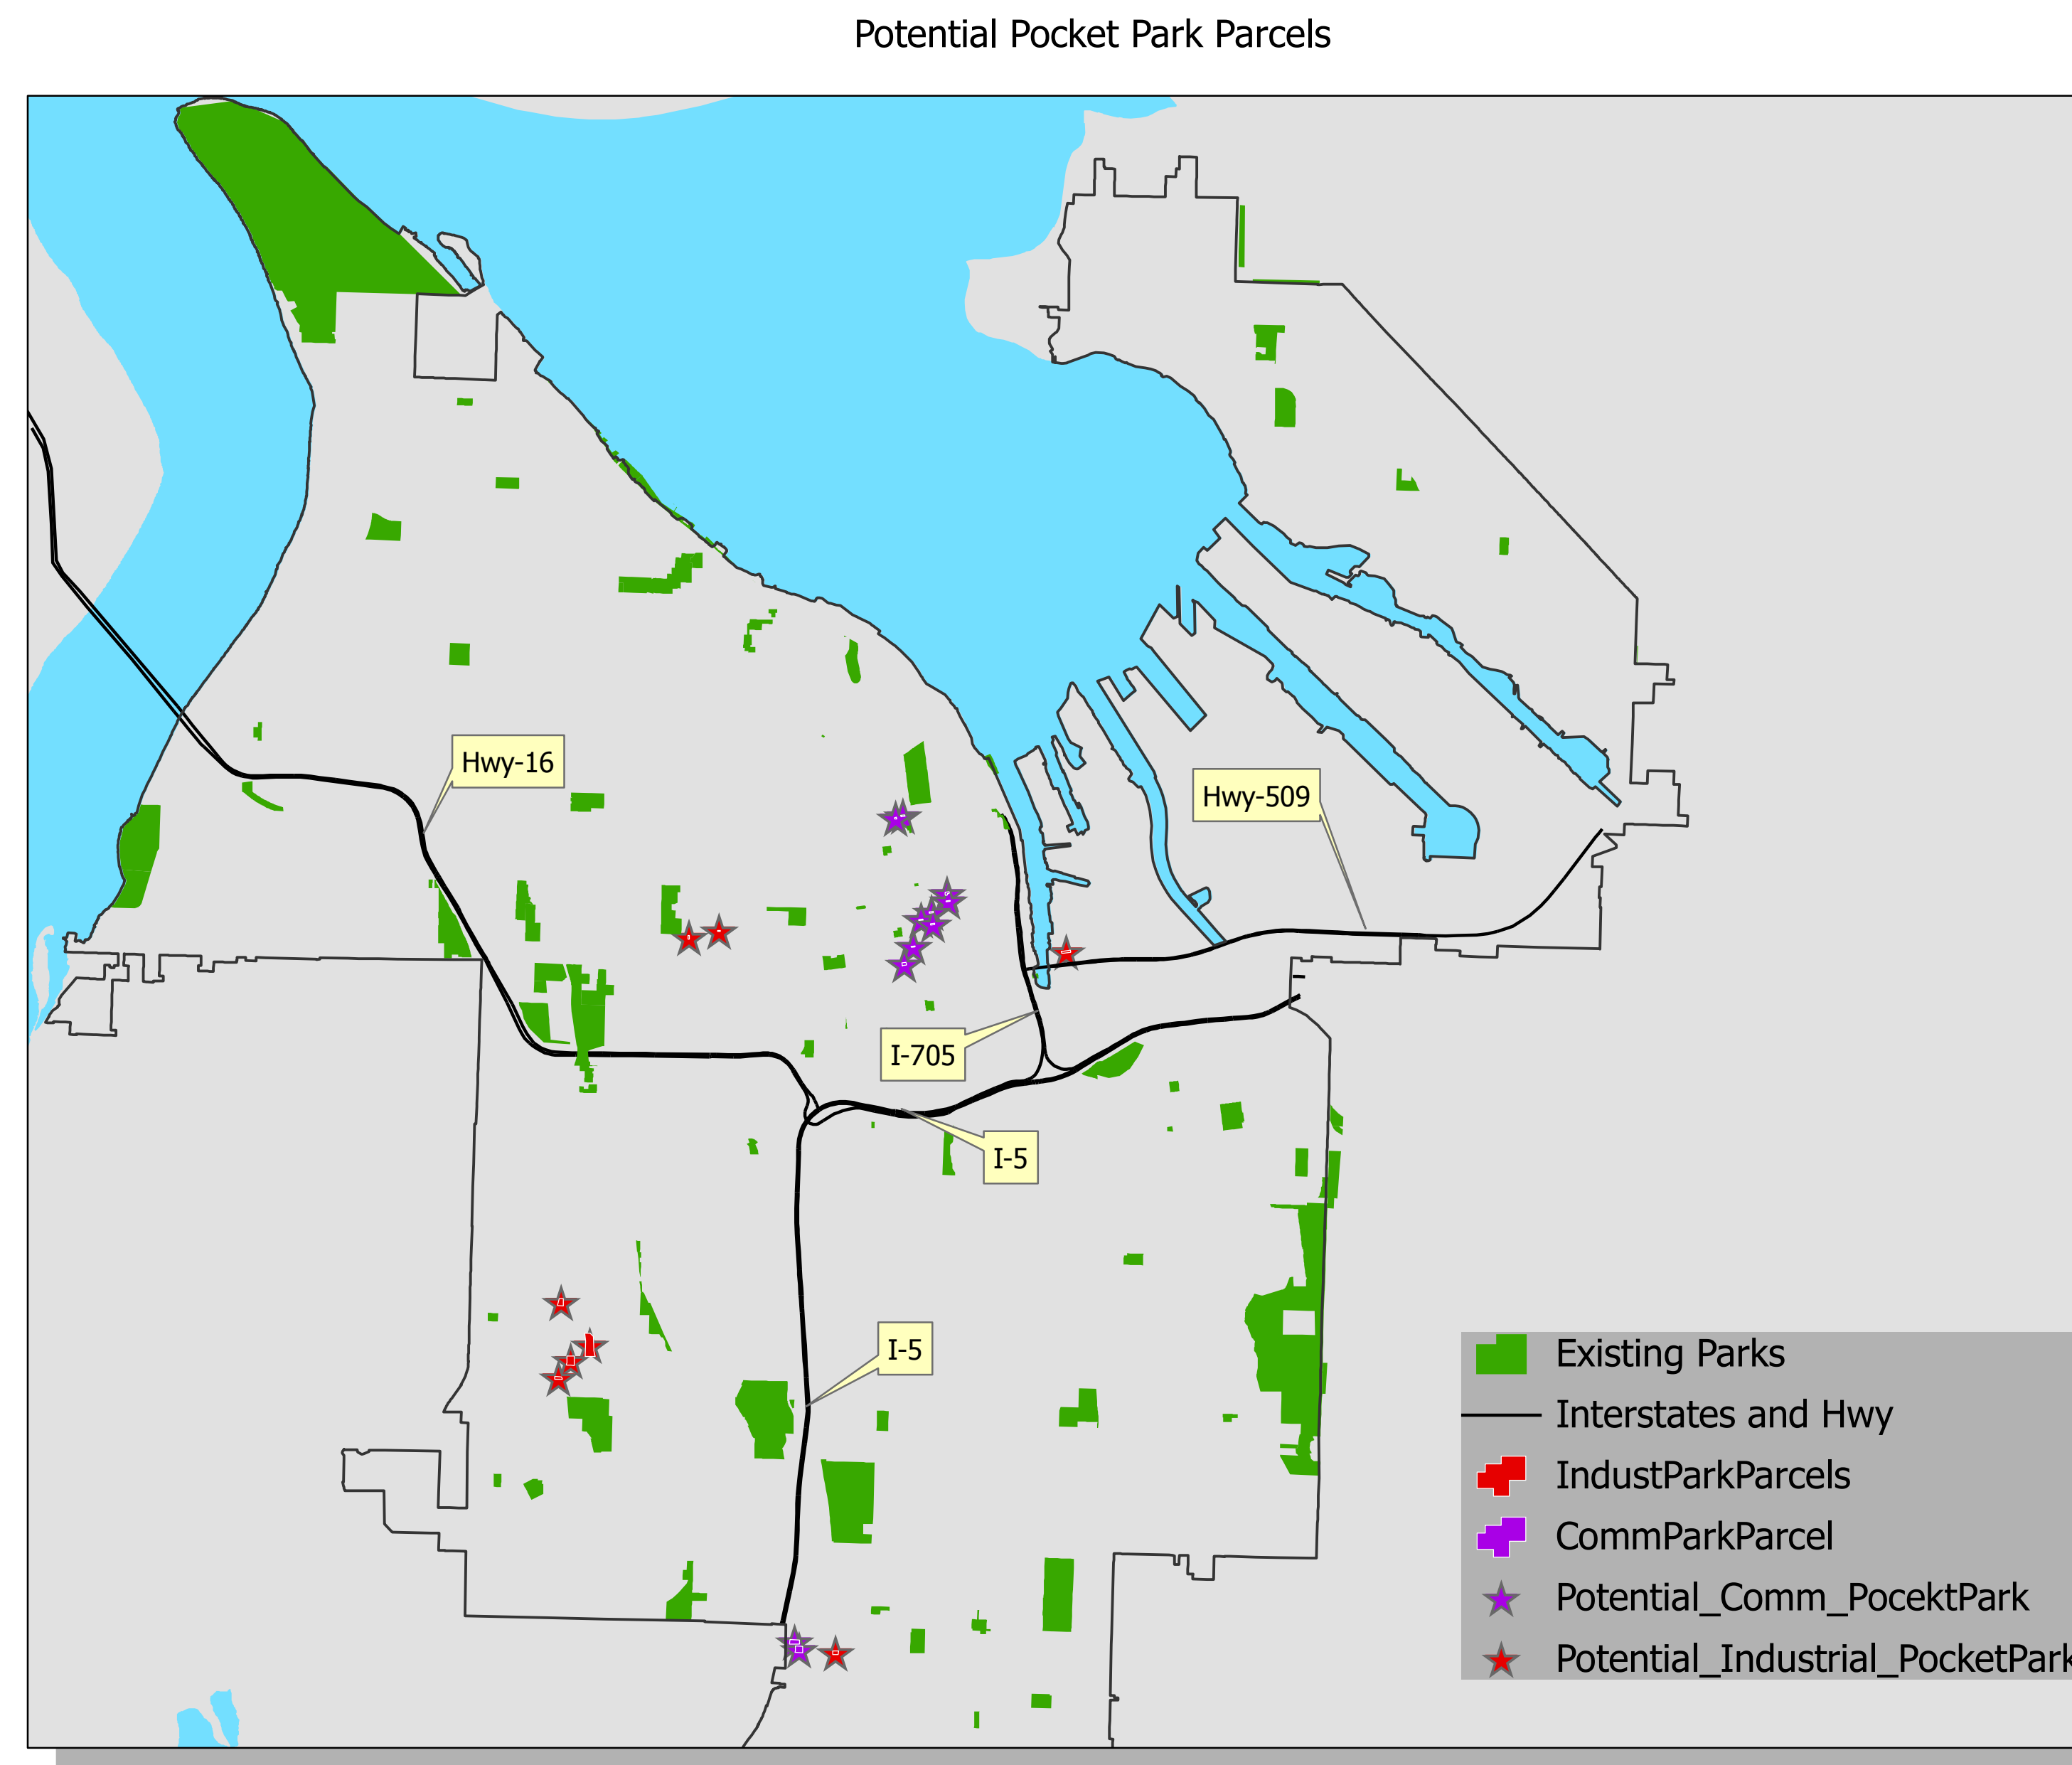 Potential Pocket Park Parcels
Hwy-16
Hwy-509
I-705
I-5
I-5
Existing Parks
Interstates and Hwy
IndustParkParcels
CommParkParcel
Potential_Comm_PocektPark
Potential_Industrial_PocketPark